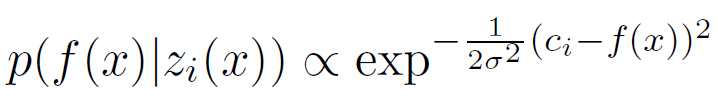 p(f(x)|z_i(x)) ∝ exp^{-\frac{1}{2σ^2}(c_i-f(x))^2}